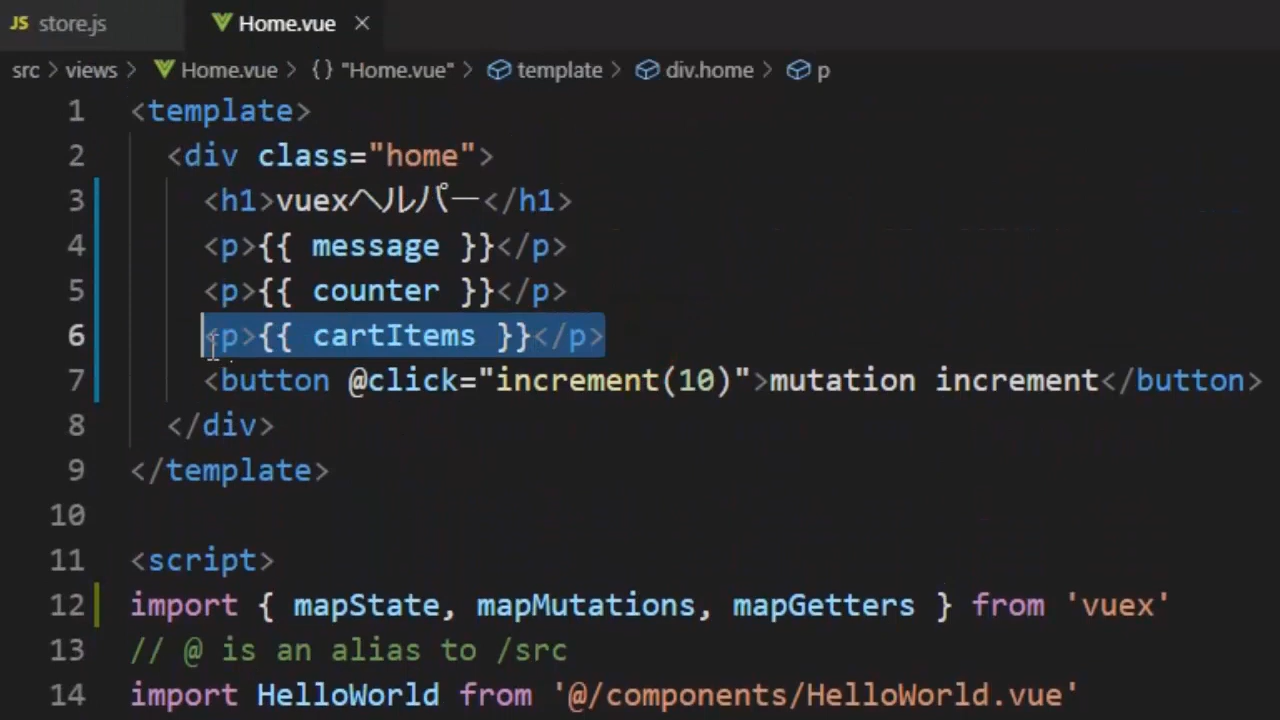 JS store.js Home.vue ×
src > views > Home.vue > {} "Home.vue" > template > div.home > p
1 <template>
2 <div class="home">
3 <h1>vuexヘルパー</h1>
4 <p>{{ message }}</p>
5 <p>{{ counter }}</p>
6 <p>{{ cartItems }}</p>
7 <button @click="increment(10)">mutation increment</button>
8 </div>
9 </template>
10
11 <script>
12 import { mapState, mapMutations, mapGetters } from 'vuex'
13 // @ is an alias to /src
14 import HelloWorld from '@/components/HelloWorld.vue'